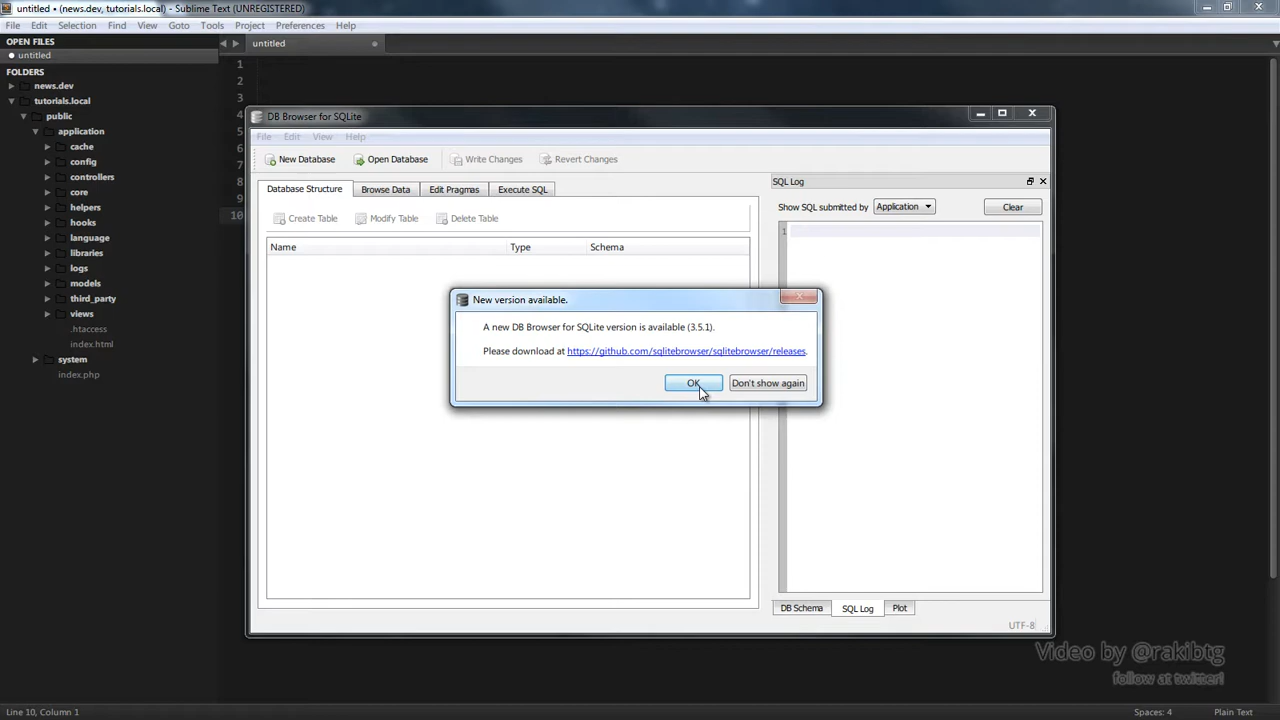 untitled • (news.dev, tutorials.local) - Sublime Text (UNREGISTERED)
File Edit Selection Find View Goto Tools Project Preferences Help
OPEN FILES
untitled
FOLDERS
news.dev
tutorials.local
public
application
cache
config
controllers
core
helpers
hooks
language
libraries
logs
models
third_party
views
.htaccess
index.html
system
index.php
untitled
1
2
3
4
5
6
7
8
9
10
DB Browser for SQLite
File Edit View Help
New Database Open Database Write Changes Revert Changes
Database Structure Browse Data Edit Pragmas Execute SQL
Create Table Modify Table Delete Table
Name Type Schema
SQL Log
Show SQL submitted by Application Clear
1
New version available.
A new DB Browser for SQLite version is available (3.5.1).
Please download at https://github.com/sqlitebrowser/sqlitebrowser/releases.
OK Don't show again
DB Schema SQL Log Plot
UTF-8
Video by @rakibtg
follow at twitter!
Line 10, Column 1 Spaces: 4 Plain Text